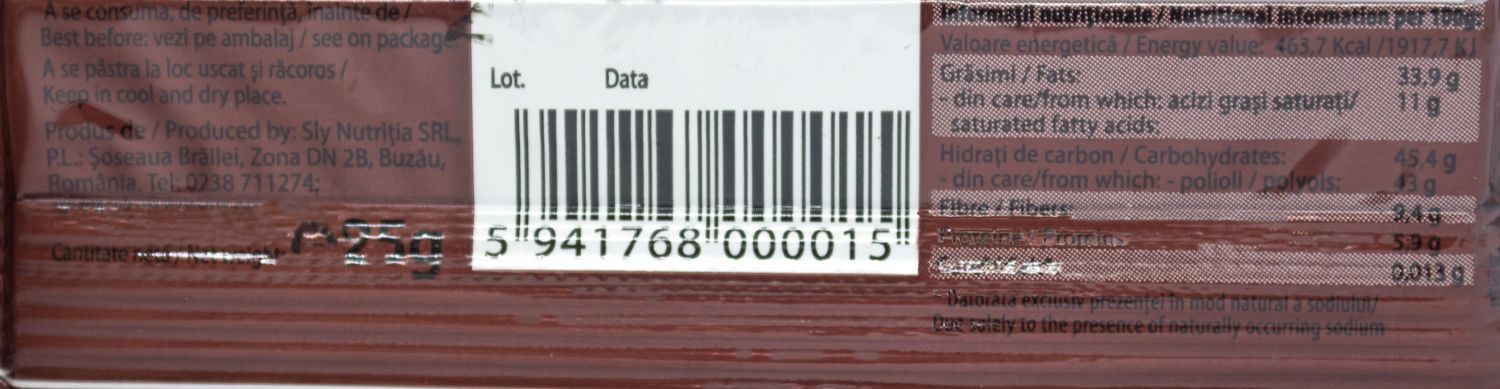 A se consuma, de preferință, înainte de /
Best before: vezi pe ambalaj / see on package
A se păstra la loc uscat și răcoros /
Keep in cool and dry place.
Produs de / Produced by: Sly Nutriția SRL,
P.L.: Șoseaua Brăilei, Zona DN 2B, Buzău,
România. Tel: 0238 711274;
Cantitate netă / Net weight: 25g
Lot. Data
5 941768 000015
Informații nutriționale / Nutritional information per 100g:
Valoare energetică / Energy value: 463,7 Kcal /1917,7 KJ
Grăsimi / Fats: 33,9 g
- din care/from which: acizi grași saturați/ 11 g
saturated fatty acids:
Hidrați de carbon / Carbohydrates: 45,4 g
- din care/from which: - polioli / polyols: 43 g
Fibre / Fibers: 9,4 g
Proteine / Proteins 5,9 g
0,013 g
* Datorată exclusiv prezenței în mod natural a sodiului/
Due solely to the presence of naturally occurring sodium